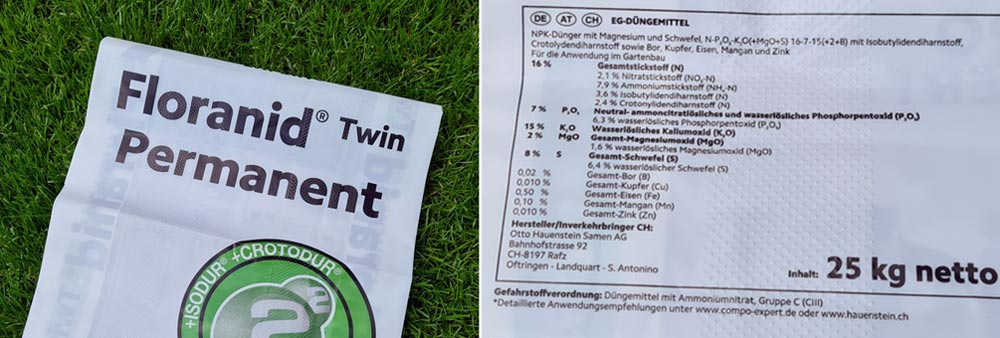 Floranid® Twin
Permanent
+ISODUR® +CROTODUR®
2²
DE AT CH EG-DÜNGEMITTEL
NPK-Dünger mit Magnesium und Schwefel, N-P₂O₅-K₂O(+MgO+S) 16-7-15(+2+8) mit Isobutylidendiharnstoff,
Crotolydendiharnstoff sowie Bor, Kupfer, Eisen, Mangan und Zink
Für die Anwendung im Gartenbau
16 % Gesamtstickstoff (N)
2,1 % Nitratstickstoff (NO₃-N)
7,9 % Ammoniumstickstoff (NH₄-N)
3,6 % Isobutylidendiharnstoff (N)
2,4 % Crotonylidendiharnstoff (N)
7 % P₂O₅ Neutral- ammoncitratlösliches und wasserlösliches Phosphorpentoxid (P₂O₅)
6,3 % wasserlösliches Phosphorpentoxid (P₂O₅)
15 % K₂O Wasserlösliches Kaliumoxid (K₂O)
2 % MgO Gesamt-Magnesiumoxid (MgO)
1,6 % wasserlösliches Magnesiumoxid (MgO)
8 % S Gesamt-Schwefel (S)
6,4 % wasserlöslicher Schwefel (S)
0,02 % Gesamt-Bor (B)
0,010 % Gesamt-Kupfer (Cu)
0,50 % Gesamt-Eisen (Fe)
0,10 % Gesamt-Mangan (Mn)
0,010 % Gesamt-Zink (Zn)
Hersteller/Inverkehrbringer CH:
Otto Hauenstein Samen AG
Bahnhofstrasse 92
CH-8197 Rafz
Oftringen - Landquart - S. Antonino
Inhalt: 25 kg netto
Gefahrstoffverordnung: Düngemittel mit Ammoniumnitrat, Gruppe C (CIII)
*Detaillierte Anwendungsempfehlungen unter www.compo-expert.de oder www.hauenstein.ch